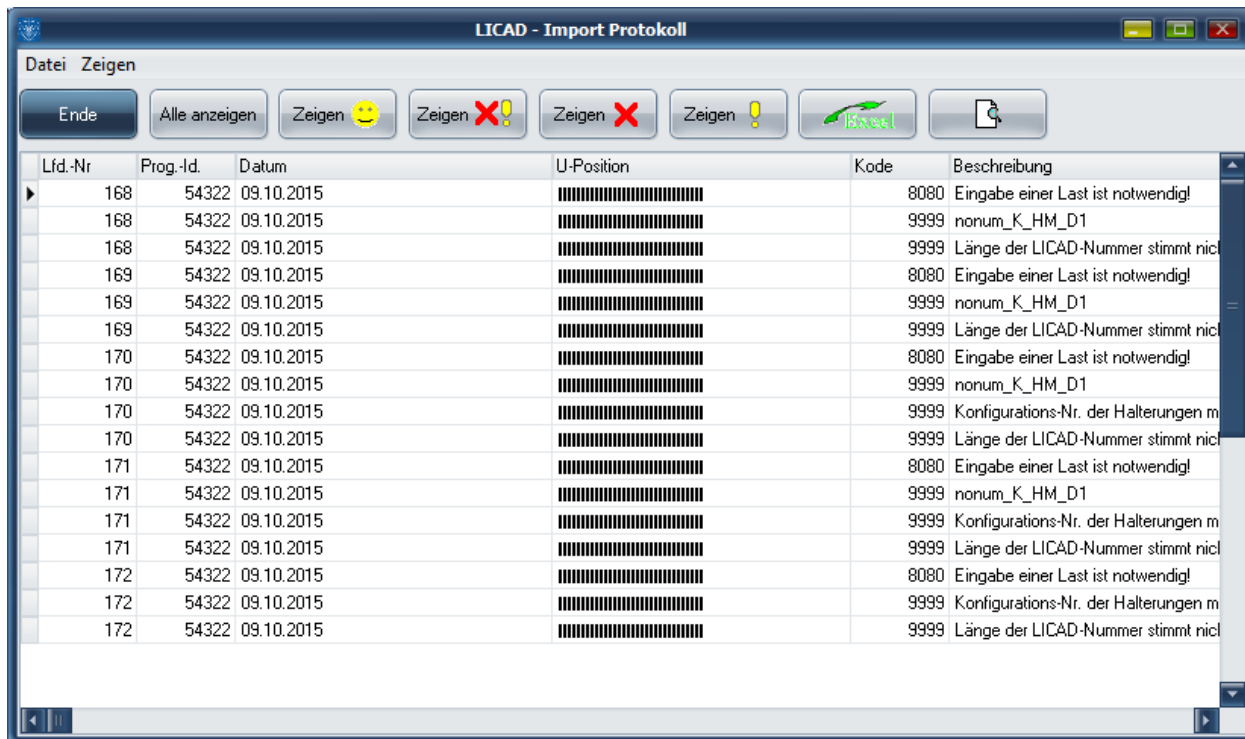 LICAD - Import Protokoll
Datei Zeigen
Ende Alle anzeigen Zeigen Zeigen Zeigen Zeigen Excel
Lfd.-Nr Prog.-Id. Datum U-Position Kode Beschreibung
168 54322 09.10.2015 8080 Eingabe einer Last ist notwendig!
168 54322 09.10.2015 9999 nonum_K_HM_D1
168 54322 09.10.2015 9999 Länge der LICAD-Nummer stimmt nicl
169 54322 09.10.2015 8080 Eingabe einer Last ist notwendig!
169 54322 09.10.2015 9999 nonum_K_HM_D1
169 54322 09.10.2015 9999 Länge der LICAD-Nummer stimmt nicl
170 54322 09.10.2015 8080 Eingabe einer Last ist notwendig!
170 54322 09.10.2015 9999 nonum_K_HM_D1
170 54322 09.10.2015 9999 Konfigurations-Nr. der Halterungen m
170 54322 09.10.2015 9999 Länge der LICAD-Nummer stimmt nicl
171 54322 09.10.2015 8080 Eingabe einer Last ist notwendig!
171 54322 09.10.2015 9999 nonum_K_HM_D1
171 54322 09.10.2015 9999 Konfigurations-Nr. der Halterungen m
171 54322 09.10.2015 9999 Länge der LICAD-Nummer stimmt nicl
172 54322 09.10.2015 8080 Eingabe einer Last ist notwendig!
172 54322 09.10.2015 9999 Konfigurations-Nr. der Halterungen m
172 54322 09.10.2015 9999 Länge der LICAD-Nummer stimmt nicl